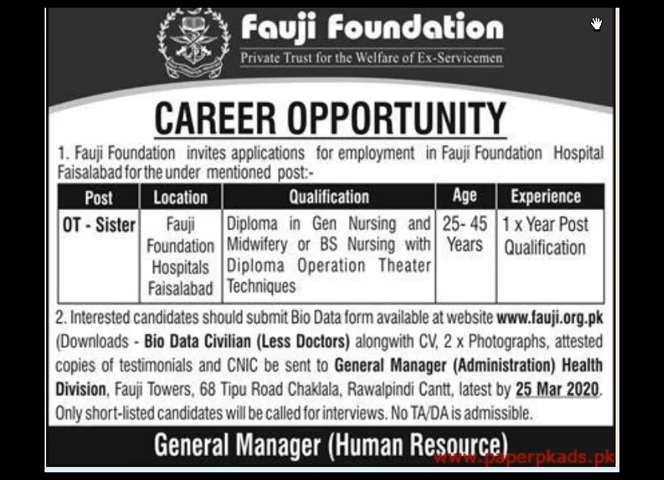 Fauji Foundation
Private Trust for the Welfare of Ex-Servicemen
CAREER OPPORTUNITY
1. Fauji Foundation invites applications for employment in Fauji Foundation Hospital
Faisalabad for the under mentioned post:-
Post Location Qualification Age Experience
OT - Sister Fauji Diploma in Gen Nursing and 25- 45 1 x Year Post
Foundation Midwifery or BS Nursing with Years Qualification
Hospitals Diploma Operation Theater
Faisalabad Techniques
2. Interested candidates should submit Bio Data form available at website www.fauji.org.pk
(Downloads - Bio Data Civilian (Less Doctors) alongwith CV, 2 x Photographs, attested
copies of testimonials and CNIC be sent to General Manager (Administration) Health
Division, Fauji Towers, 68 Tipu Road Chaklala, Rawalpindi Cantt, latest by 25 Mar 2020.
Only short-listed candidates will be called for interviews. No TA/DA is admissible.
General Manager (Human Resource)
www.paperpkads.pk